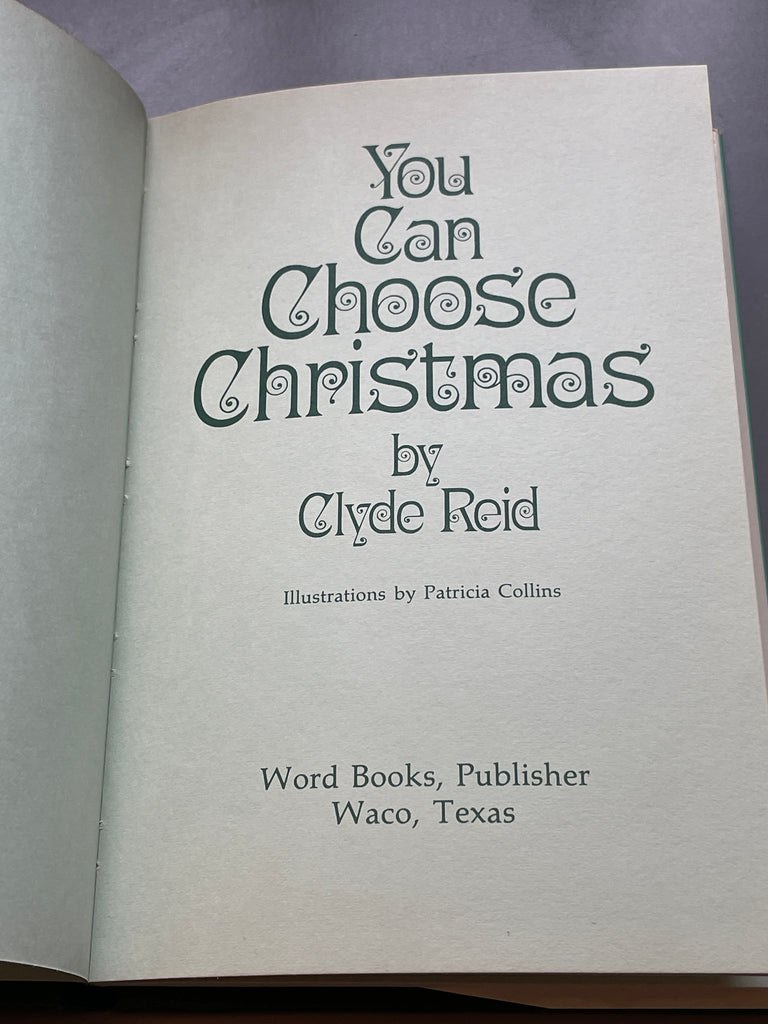 You
Can
Choose
Christmas
by
Clyde Reid
Illustrations by Patricia Collins
Word Books, Publisher
Waco, Texas